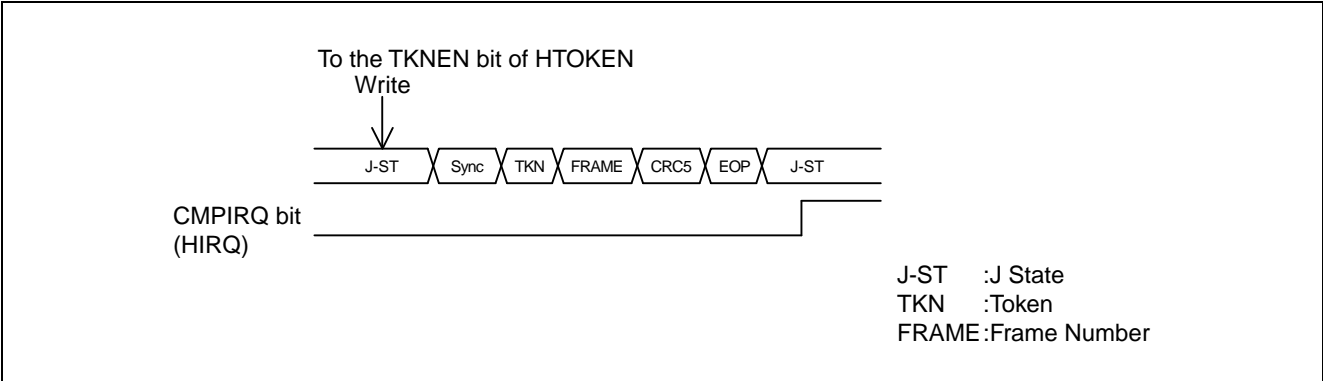 To the TKNEN bit of HTOKEN
Write
J-ST Sync TKN FRAME CRC5 EOP J-ST
CMPIRQ bit
(HIRQ)
J-ST :J State
TKN :Token
FRAME:Frame Number